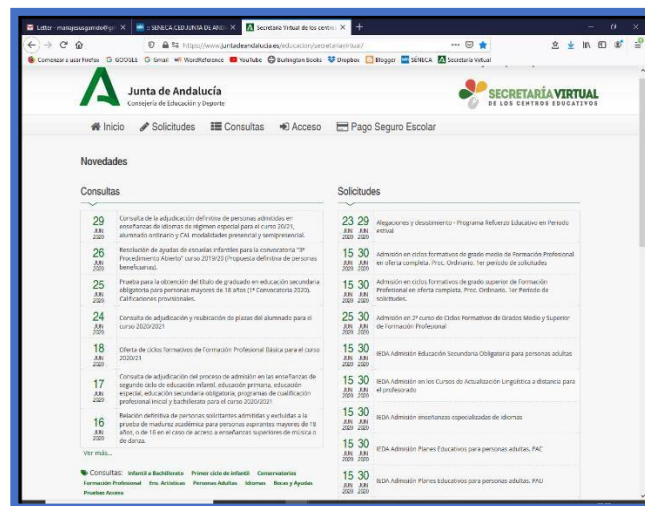 Letter - mariajesusgarrido@g
:: SENECA CED JUNTA DE AND
Secretaría Virtual de los centro
https://www.juntadeandalucia.es/educacion/secretariavirtual/
Comenzar a usar Firefox GOOGLE Gmail WordReference YouTube Burlington Books Dropbox Blogger SÉNECA Secretaría Virtual
Junta de Andalucía
Consejería de Educación y Deporte
SECRETARÍA VIRTUAL
DE LOS CENTROS EDUCATIVOS
Inicio Solicitudes Consultas Acceso Pago Seguro Escolar
Novedades
Consultas
29 JUN 2020
Consulta de la adjudicación definitiva de personas admitidas en
enseñanzas de idiomas de régimen especial para el curso 20/21,
alumnado ordinario y CAL modalidades presencial y semipresencial.
26 JUN 2020
Resolución de ayudas de escuelas infantiles para la convocatoria "3º
Procedimiento Abierto" curso 2019/20 (Propuesta definitiva de personas
beneficiarias).
25 JUN 2020
Prueba para la obtención del título de graduado en educación secundaria
obligatoria para personas mayores de 18 años (1ª Convocatoria 2020).
Calificaciones provisionales.
24 JUN 2020
Consulta de adjudicación y reubicación de plazas del alumnado para el
curso 2020/2021
18 JUN 2020
Oferta de ciclos formativos de Formación Profesional Básica para el curso
2020/21
17 JUN 2020
Consulta de adjudicación del proceso de admisión en las enseñanzas de
segundo ciclo de educación infantil, educación primaria, educación
especial, educación secundaria obligatoria, programas de cualificación
profesional inicial y bachillerato para el curso 2020/2021
16 JUN 2020
Relación definitiva de personas solicitantes admitidas y excluidas a la
prueba de madurez académica para personas aspirantes mayores de 18
años, o de 16 en el caso de acceso a enseñanzas superiores de música o
de danza.
Ver más...
Consultas: Infantil a Bachillerato Primer ciclo de infantil Conservatorios
Formación Profesional Ens. Artísticas Personas Adultas Idiomas Becas y Ayudas
Pruebas Acceso
Solicitudes
23 JUN 2020 29 JUN 2020
Alegaciones y desistimiento - Programa Refuerzo Educativo en Periodo
estival
15 JUN 2020 30 JUN 2020
Admisión en ciclos formativos de grado medio de Formación Profesional
en oferta completa. Proc. Ordinario. 1er periodo de solicitudes
15 JUN 2020 30 JUN 2020
Admisión en ciclos formativos de grado superior de Formación
Profesional en oferta completa. Proc. Ordinario. 1er Periodo de
solicitudes.
25 JUN 2020 30 JUN 2020
Admisión en 2º curso de Ciclos Formativos de Grados Medio y Superior
de Formación Profesional
15 JUN 2020 30 JUN 2020
IEDA Admisión Educación Secundaria Obligatoria para personas adultas
15 JUN 2020 30 JUN 2020
IEDA Admisión en los Cursos de Actualización Lingüística a distancia para
el profesorado
15 JUN 2020 30 JUN 2020
IEDA Admisión enseñanzas especializadas de idiomas
15 JUN 2020 30 JUN 2020
IEDA Admisión Planes Educativos para personas adultas. PAC
15 JUN 2020 30 JUN 2020
IEDA Admisión Planes Educativos para personas adultas. PAU